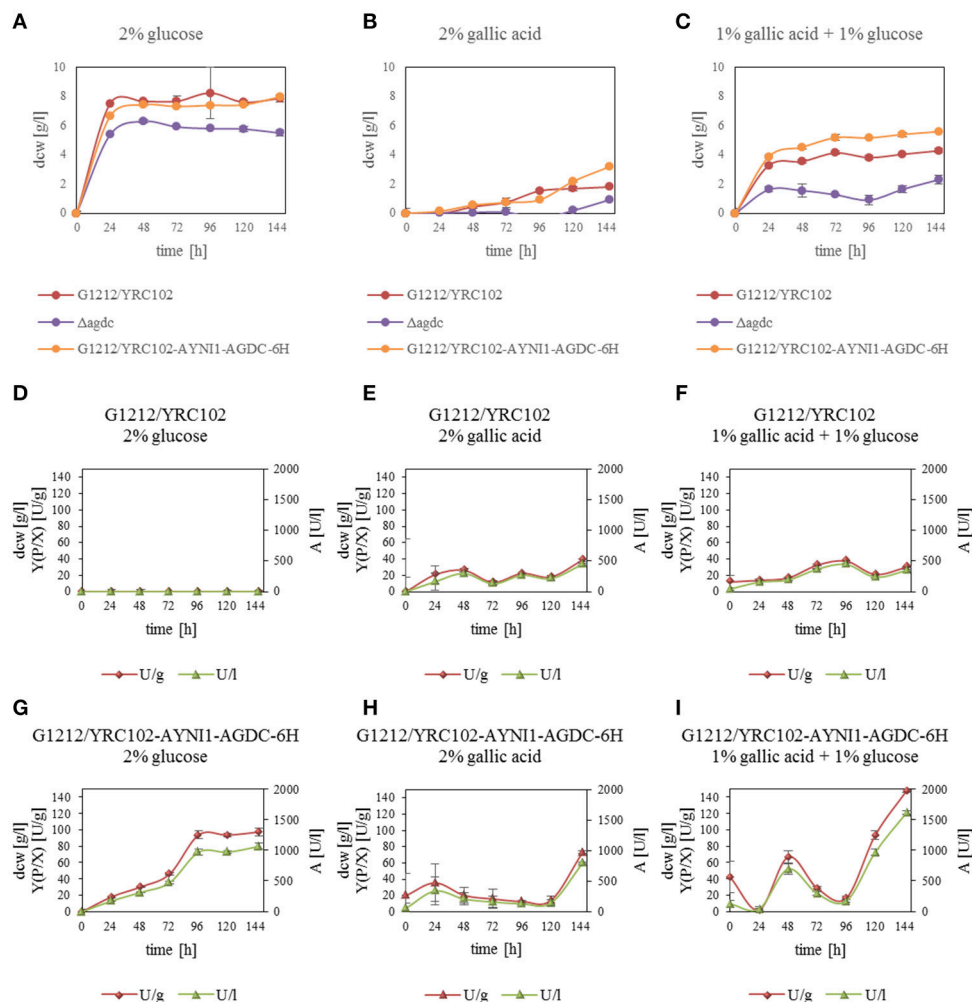 A
2% glucose
dcw [g/l]
10
8
6
4
2
0
0 24 48 72 96 120 144
time [h]
G1212/YRC102
Δagdc
G1212/YRC102-AYNI1-AGDC-6H
B
2% gallic acid
dcw [g/l]
10
8
6
4
2
0
0 24 48 72 96 120 144
time [h]
G1212/YRC102
Δagdc
G1212/YRC102-AYNI1-AGDC-6H
C
1% gallic acid + 1% glucose
dcw [g/l]
10
8
6
4
2
0
0 24 48 72 96 120 144
time [h]
G1212/YRC102
Δagdc
G1212/YRC102-AYNI1-AGDC-6H
D
G1212/YRC102
2% glucose
dcw [g/l]
Y(P/X) [U/g]
140
120
100
80
60
40
20
0
2000
1500
1000
500
0
A [U/l]
0 24 48 72 96 120 144
time [h]
U/g U/l
E
G1212/YRC102
2% gallic acid
dcw [g/l]
Y(P/X) [U/g]
140
120
100
80
60
40
20
0
2000
1500
1000
500
0
A [U/l]
0 24 48 72 96 120 144
time [h]
U/g U/l
F
G1212/YRC102
1% gallic acid + 1% glucose
dcw [g/l]
Y(P/X) [U/g]
140
120
100
80
60
40
20
0
2000
1500
1000
500
0
A [U/l]
0 24 48 72 96 120 144
time [h]
U/g U/l
G
G1212/YRC102-AYNI1-AGDC-6H
2% glucose
dcw [g/l]
Y(P/X) [U/g]
140
120
100
80
60
40
20
0
2000
1500
1000
500
0
A [U/l]
0 24 48 72 96 120 144
time [h]
U/g U/l
H
G1212/YRC102-AYNI1-AGDC-6H
2% gallic acid
dcw [g/l]
Y(P/X) [U/g]
140
120
100
80
60
40
20
0
2000
1500
1000
500
0
A [U/l]
0 24 48 72 96 120 144
time [h]
U/g U/l
I
G1212/YRC102-AYNI1-AGDC-6H
1% gallic acid + 1% glucose
dcw [g/l]
Y(P/X) [U/g]
140
120
100
80
60
40
20
0
2000
1500
1000
500
0
A [U/l]
0 24 48 72 96 120 144
time [h]
U/g U/l